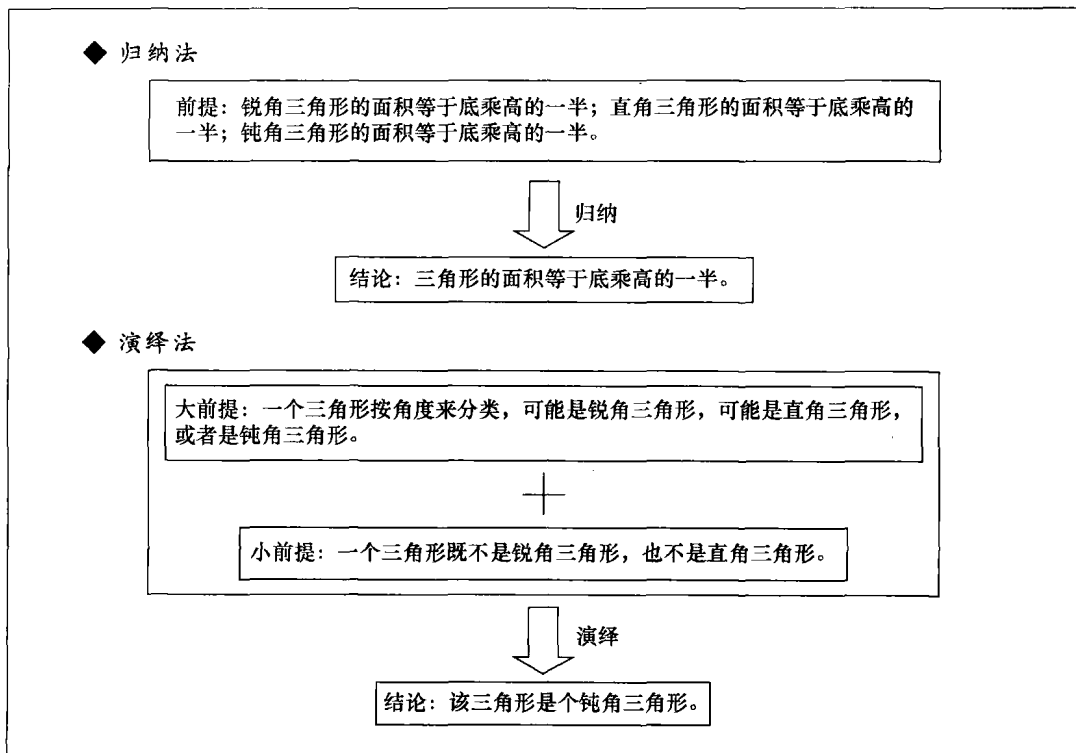 ◆ 归纳法
前提：锐角三角形的面积等于底乘高的一半；直角三角形的面积等于底乘高的
一半；钝角三角形的面积等于底乘高的一半。
归纳
结论：三角形的面积等于底乘高的一半。
◆ 演绎法
大前提：一个三角形按角度来分类，可能是锐角三角形，可能是直角三角形，
或者是钝角三角形。
小前提：一个三角形既不是锐角三角形，也不是直角三角形。
演绎
结论：该三角形是个钝角三角形。